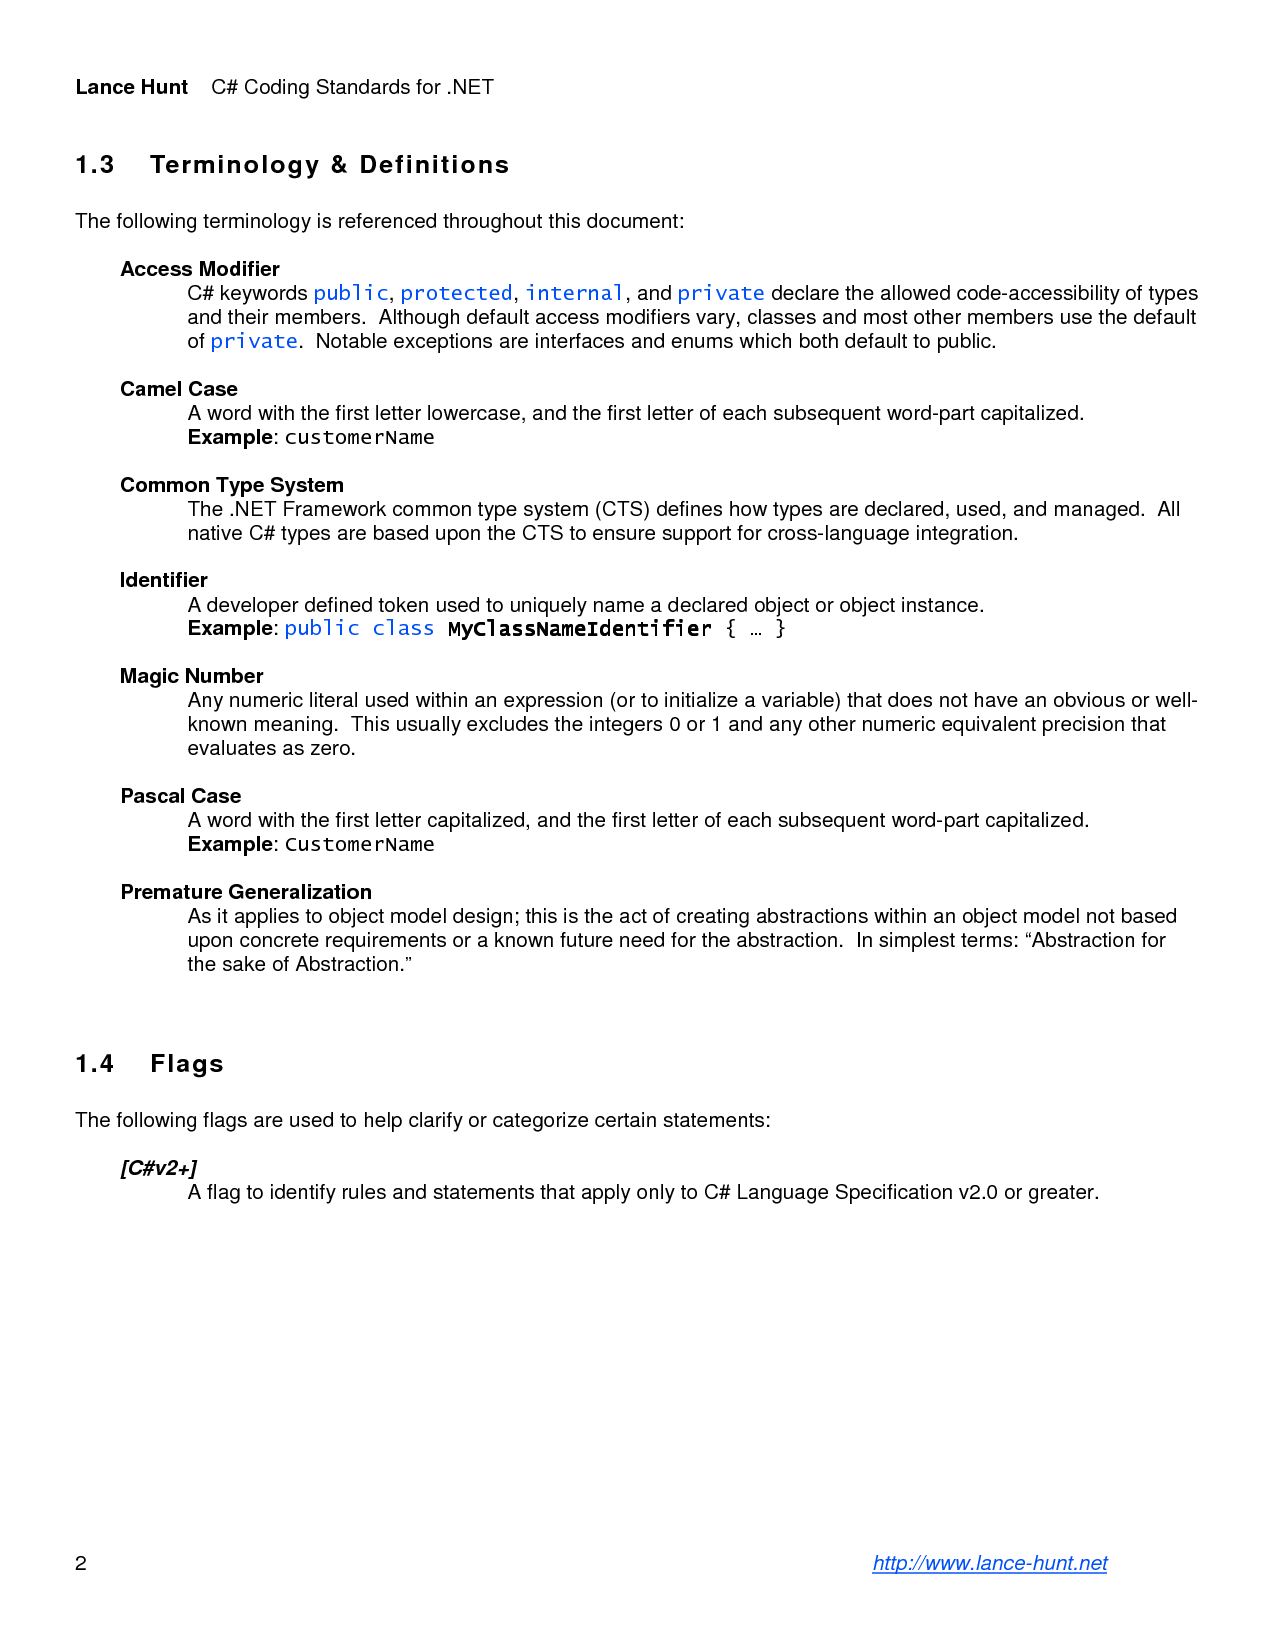 Lance Hunt C# Coding Standards for .NET
1.3 Terminology & Definitions
The following terminology is referenced throughout this document:
Access Modifier
C# keywords public, protected, internal, and private declare the allowed code-accessibility of types
and their members. Although default access modifiers vary, classes and most other members use the default
of private. Notable exceptions are interfaces and enums which both default to public.
Camel Case
A word with the first letter lowercase, and the first letter of each subsequent word-part capitalized.
Example: customerName
Common Type System
The .NET Framework common type system (CTS) defines how types are declared, used, and managed. All
native C# types are based upon the CTS to ensure support for cross-language integration.
Identifier
A developer defined token used to uniquely name a declared object or object instance.
Example: public class MyClassNameIdentifier { … }
Magic Number
Any numeric literal used within an expression (or to initialize a variable) that does not have an obvious or well-
known meaning. This usually excludes the integers 0 or 1 and any other numeric equivalent precision that
evaluates as zero.
Pascal Case
A word with the first letter capitalized, and the first letter of each subsequent word-part capitalized.
Example: CustomerName
Premature Generalization
As it applies to object model design; this is the act of creating abstractions within an object model not based
upon concrete requirements or a known future need for the abstraction. In simplest terms: “Abstraction for
the sake of Abstraction.”
1.4 Flags
The following flags are used to help clarify or categorize certain statements:
[C#v2+]
A flag to identify rules and statements that apply only to C# Language Specification v2.0 or greater.
2 http://www.lance-hunt.net